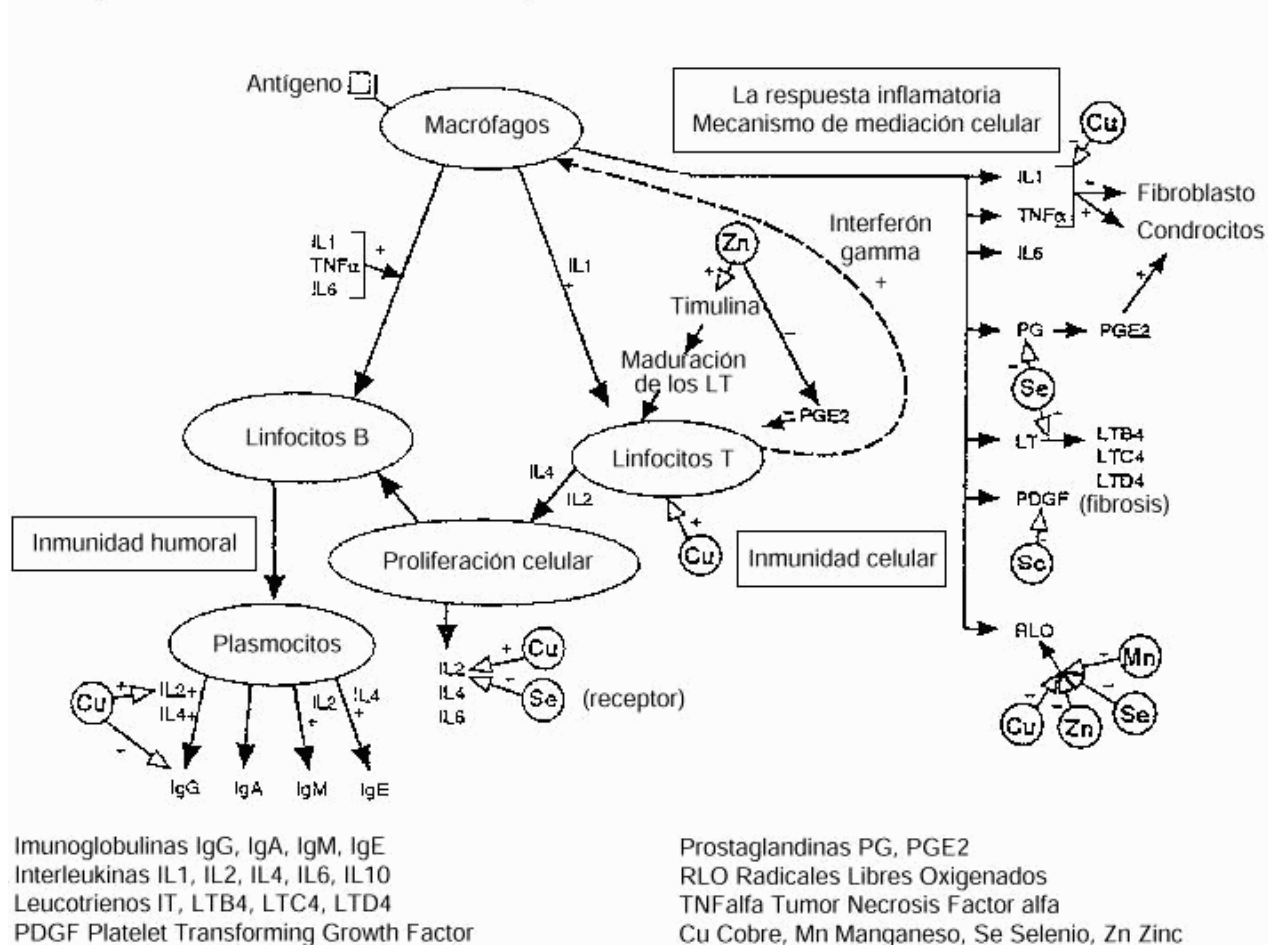 Antígeno
Macrófagos
La respuesta inflamatoria
Mecanismo de mediación celular
Cu
IL1
TNFα
IL6
-
+
Fibroblasto
Condrocitos
Interferón
gamma
+
IL1
TNFα
IL6
+
IL1
+
Zn
+
Timulina
-
Maduración
de los LT
PG
PGE2
+
-
Se
-
PGE2
Linfocitos B
Linfocitos T
IL4
IL2
LT
LTB4
LTC4
LTD4
PDGF (fibrosis)
Inmunidad humoral
Proliferación celular
+
Cu
Inmunidad celular
Plasmocitos
RLO
Mn
Se
Zn
Cu
IL2
IL4
IL6
+
Cu
-
Se
(receptor)
Cu
+
-
IL2+
IL4+
IL2
+
IL4
+
IgG IgA IgM IgE
Imunoglobulinas IgG, IgA, IgM, IgE
Interleukinas IL1, IL2, IL4, IL6, IL10
Leucotrienos IT, LTB4, LTC4, LTD4
PDGF Platelet Transforming Growth Factor
Prostaglandinas PG, PGE2
RLO Radicales Libres Oxigenados
TNFalfa Tumor Necrosis Factor alfa
Cu Cobre, Mn Manganeso, Se Selenio, Zn Zinc